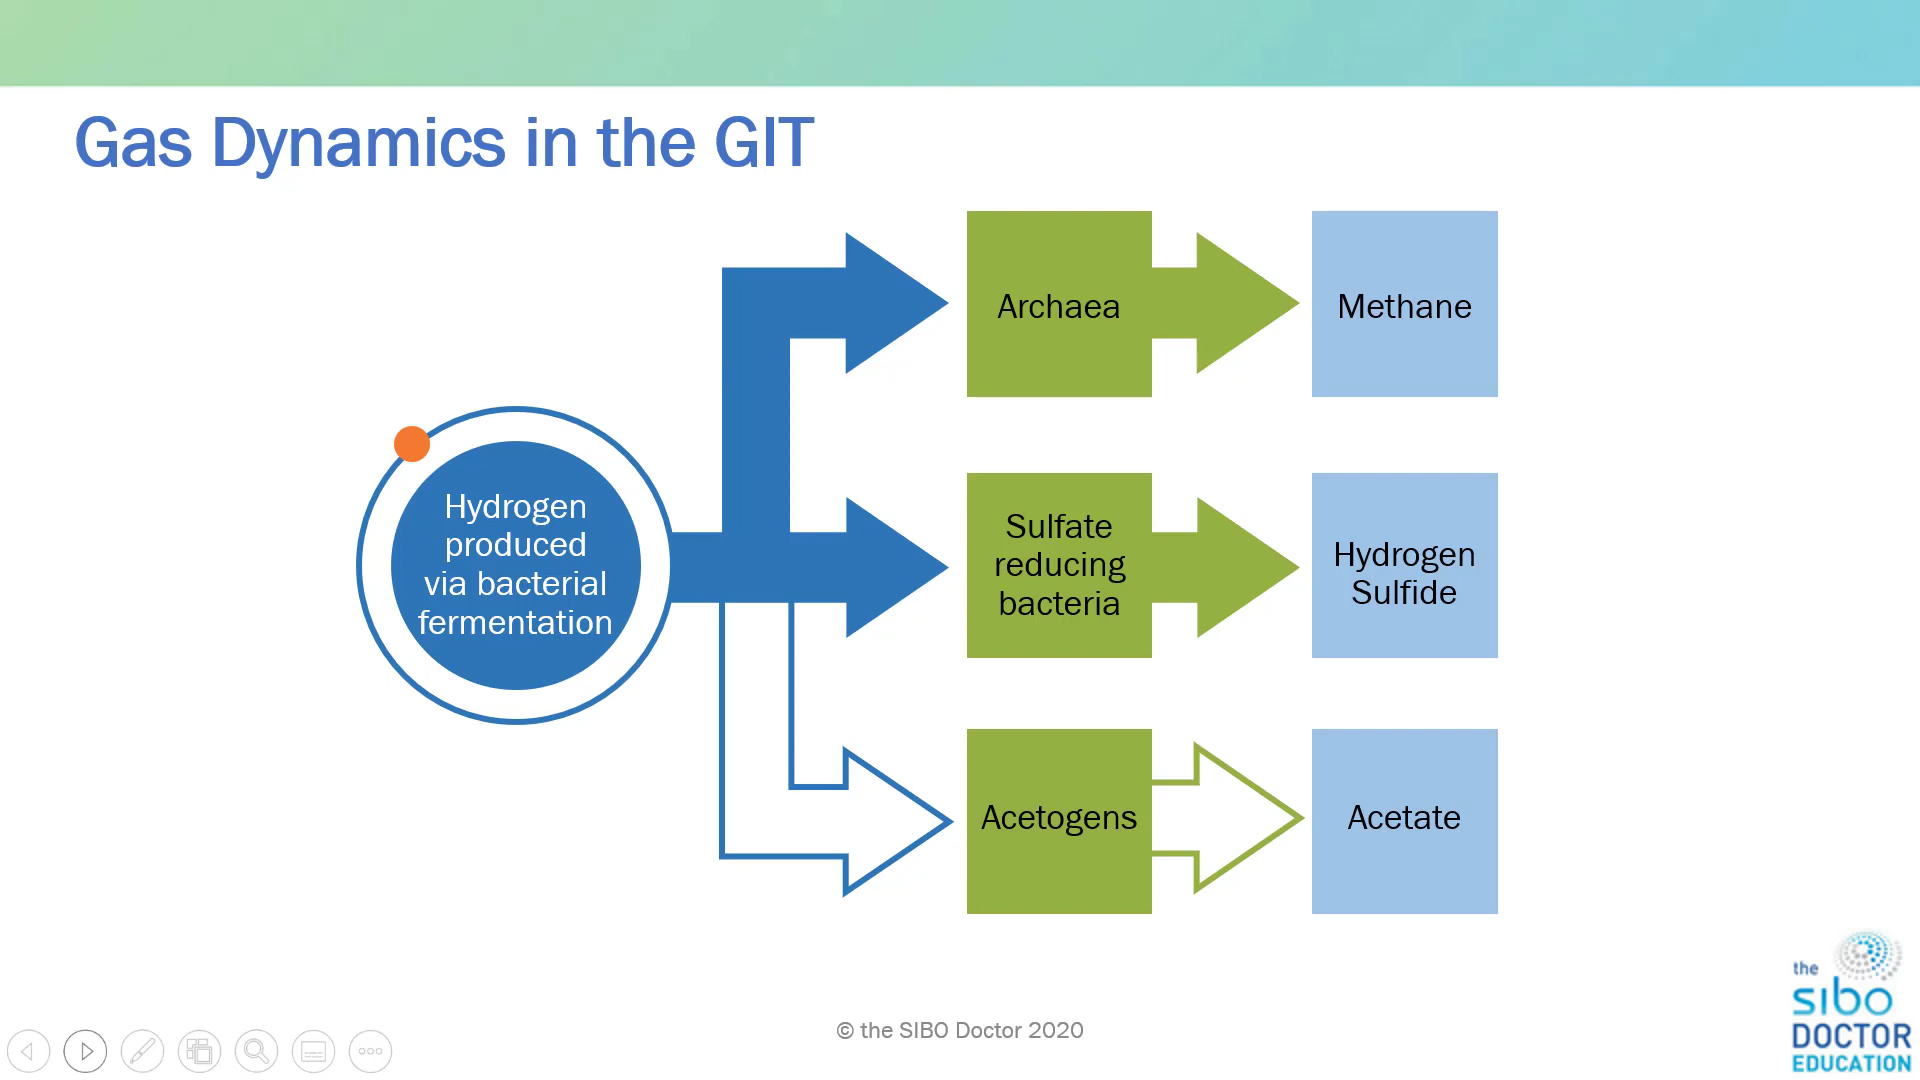 Gas Dynamics in the GIT
Hydrogen
produced
via bacterial
fermentation
Archaea
Methane
Sulfate
reducing
bacteria
Hydrogen
Sulfide
Acetogens
Acetate
© the SIBO Doctor 2020
the
sibo
DOCTOR
EDUCATION